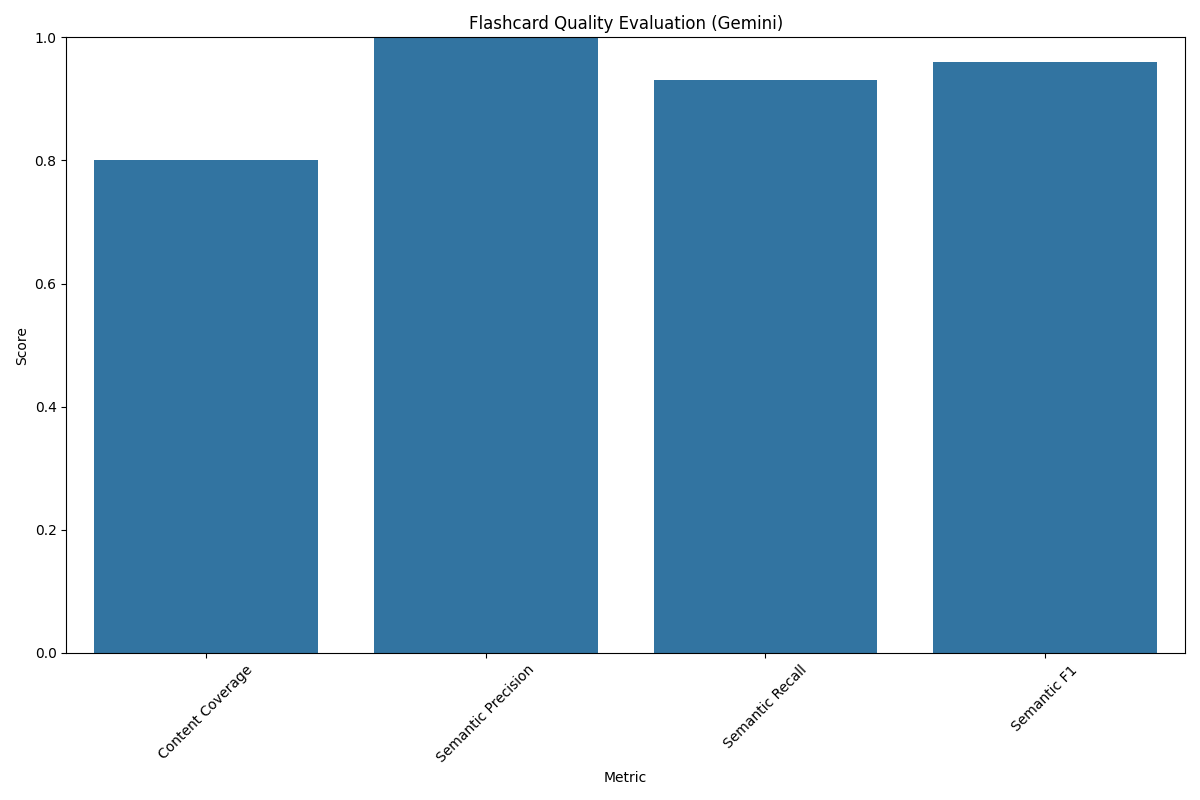 Flashcard Quality Evaluation (Gemini)
1.0
0.8
0.6
0.4
0.2
0.0
Score
Content Coverage
Semantic Precision
Semantic Recall
Semantic F1
Metric